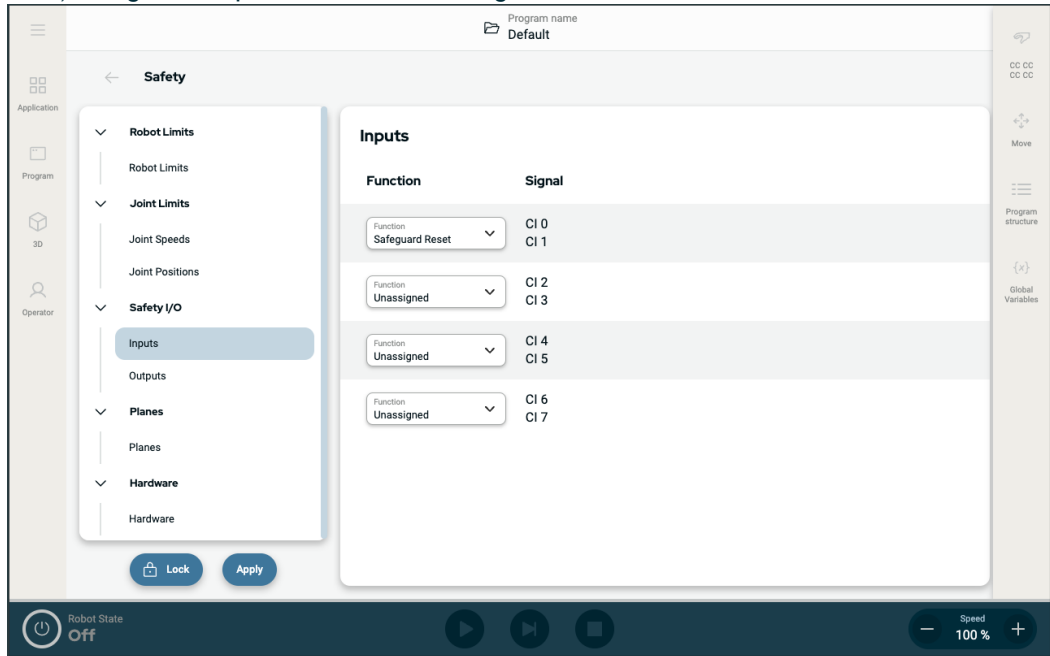 Program name
Default
Application
Program
3D
Operator
Safety
Robot Limits
Robot Limits
Joint Limits
Joint Speeds
Joint Positions
Safety I/O
Inputs
Outputs
Planes
Planes
Hardware
Hardware
Lock
Apply
Inputs
Function Signal
Function
Safeguard Reset
CI 0
CI 1
Function
Unassigned
CI 2
CI 3
Function
Unassigned
CI 4
CI 5
Function
Unassigned
CI 6
CI 7
CC CC
CC CC
Move
Program
structure
{x}
Global
Variables
Robot State
Off
Speed
100 %